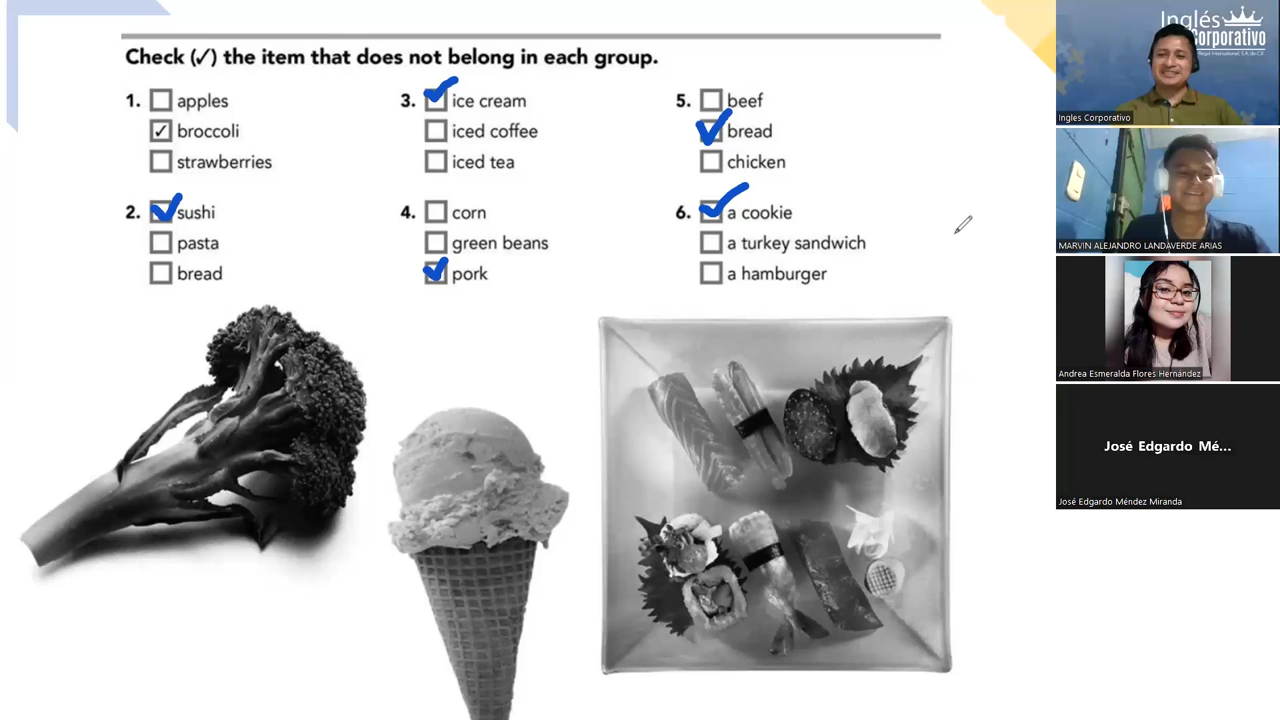 Check (✓) the item that does not belong in each group.
1. apples
✓ broccoli
strawberries
2. ✓ sushi
pasta
bread
3. ✓ ice cream
iced coffee
iced tea
4. corn
green beans
✓ pork
5. beef
✓ bread
chicken
6. ✓ a cookie
a turkey sandwich
a hamburger
Inglés
Corporativo
Ingles Corporativo
MARVIN ALEJANDRO LANDAVERDE ARIAS
Andrea Esmeralda Flores Hernández
José Edgardo Mé...
José Edgardo Méndez Miranda